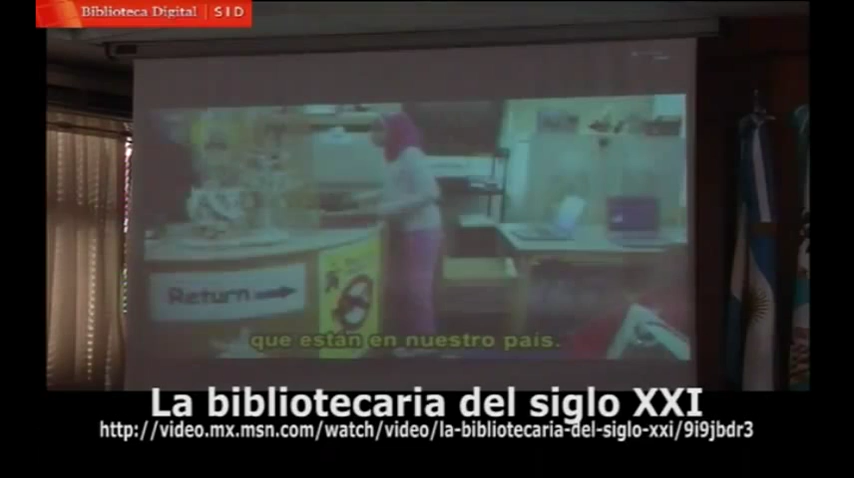 Biblioteca Digital | SID
Return
que están en nuestro país.
La bibliotecaria del siglo XXI
http://video.mx.msn.com/watch/video/la-bibliotecaria-del-siglo-xxi/9i9jbdr3